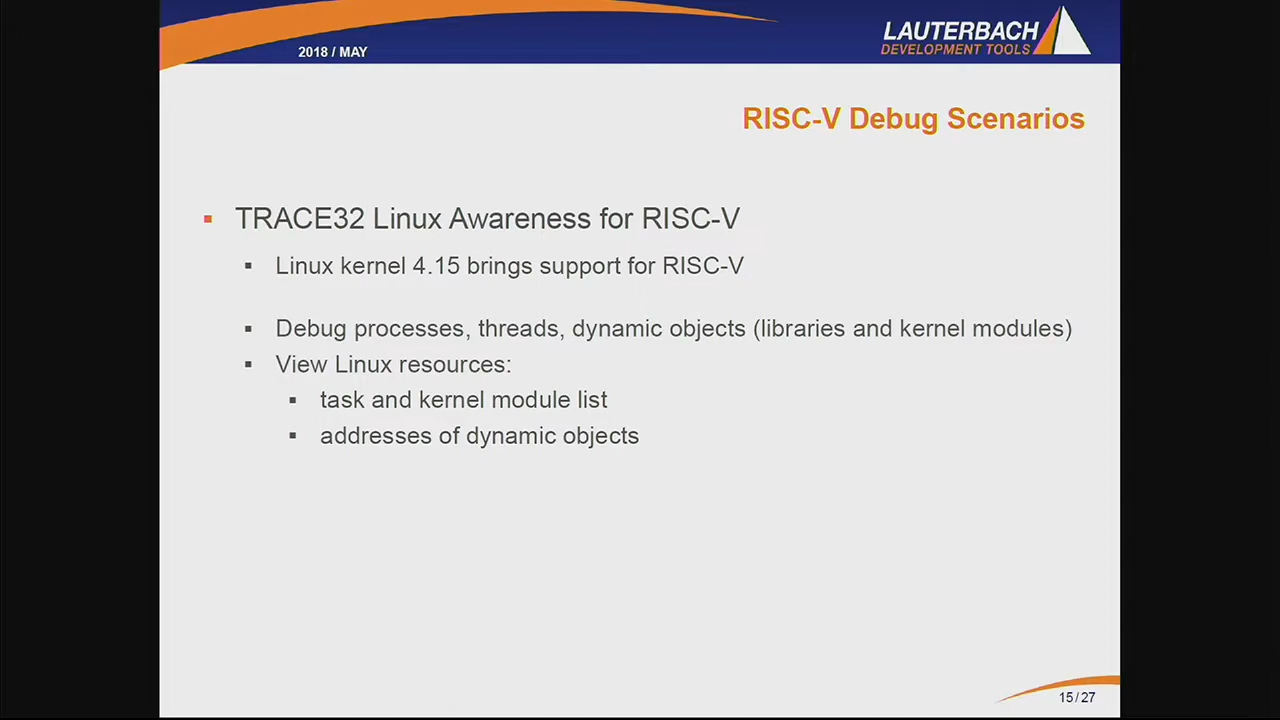 2018 / MAY
LAUTERBACH
DEVELOPMENT TOOLS
RISC-V Debug Scenarios
▪ TRACE32 Linux Awareness for RISC-V
▪ Linux kernel 4.15 brings support for RISC-V
▪ Debug processes, threads, dynamic objects (libraries and kernel modules)
▪ View Linux resources:
▪ task and kernel module list
▪ addresses of dynamic objects
15 / 27